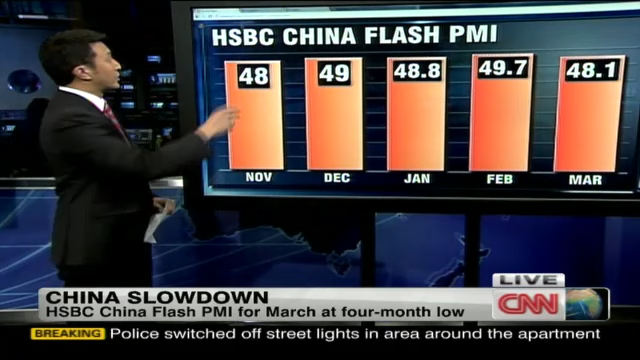 HSBC CHINA FLASH PMI
48 49 48.8 49.7 48.1
NOV DEC JAN FEB MAR
LIVE
CHINA SLOWDOWN
HSBC China Flash PMI for March at four-month low
CNN
BREAKING Police switched off street lights in area around the apartment